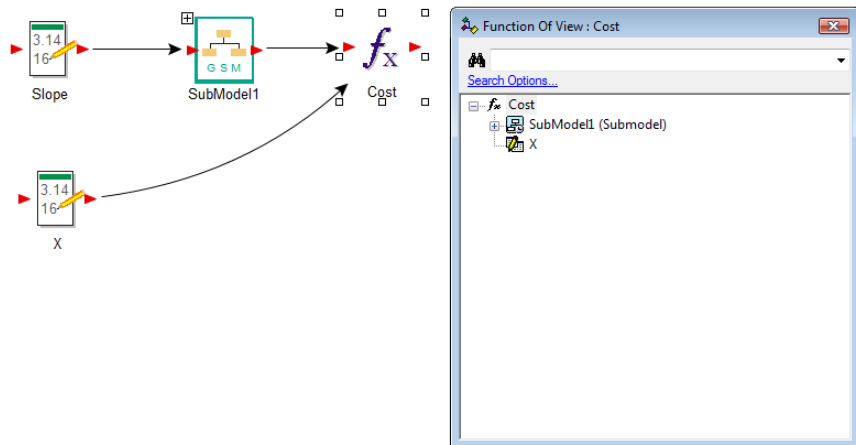 3.14
16
Slope
G S M
SubModel1
fx
Cost
3.14
16
X
Function Of View : Cost
Search Options...
fx Cost
SubModel1 (Submodel)
X